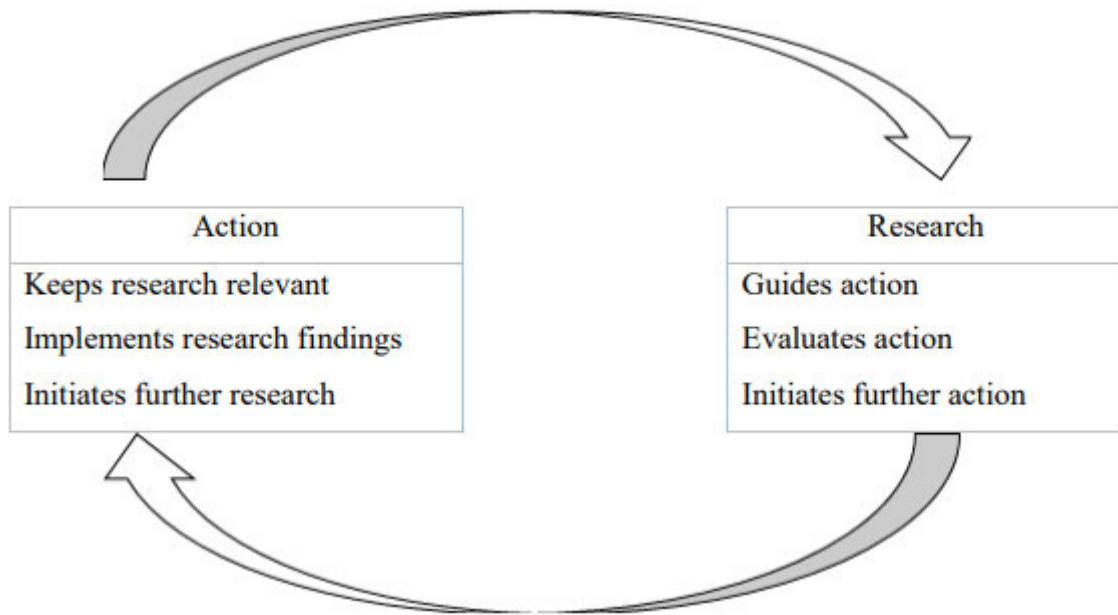 Action
Keeps research relevant
Implements research findings
Initiates further research
Research
Guides action
Evaluates action
Initiates further action